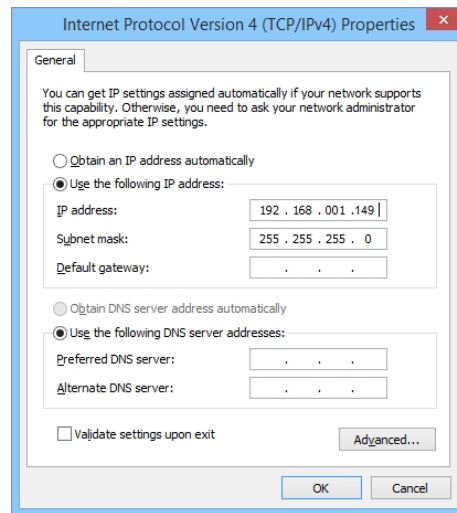 Internet Protocol Version 4 (TCP/IPv4) Properties
×
General
You can get IP settings assigned automatically if your network supports
this capability. Otherwise, you need to ask your network administrator
for the appropriate IP settings.
Obtain an IP address automatically
Use the following IP address:
IP address: 192 . 168 . 001 .149
Subnet mask: 255 . 255 . 255 . 0
Default gateway: . . .
Obtain DNS server address automatically
Use the following DNS server addresses:
Preferred DNS server: . . .
Alternate DNS server: . . .
Validate settings upon exit
Advanced...
OK Cancel